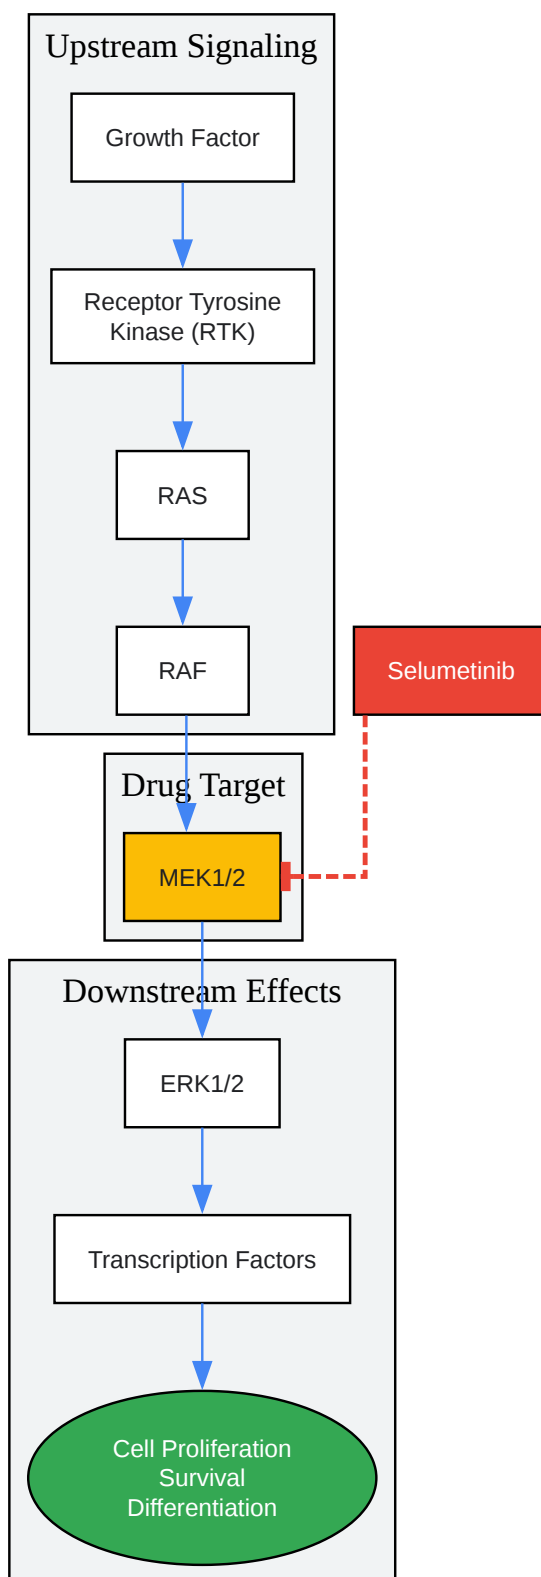 Upstream Signaling
Growth Factor
Receptor Tyrosine
Kinase (RTK)
RAS
RAF
Selumetinib
Drug Target
MEK1/2
Downstream Effects
ERK1/2
Transcription Factors
Cell Proliferation
Survival
Differentiation